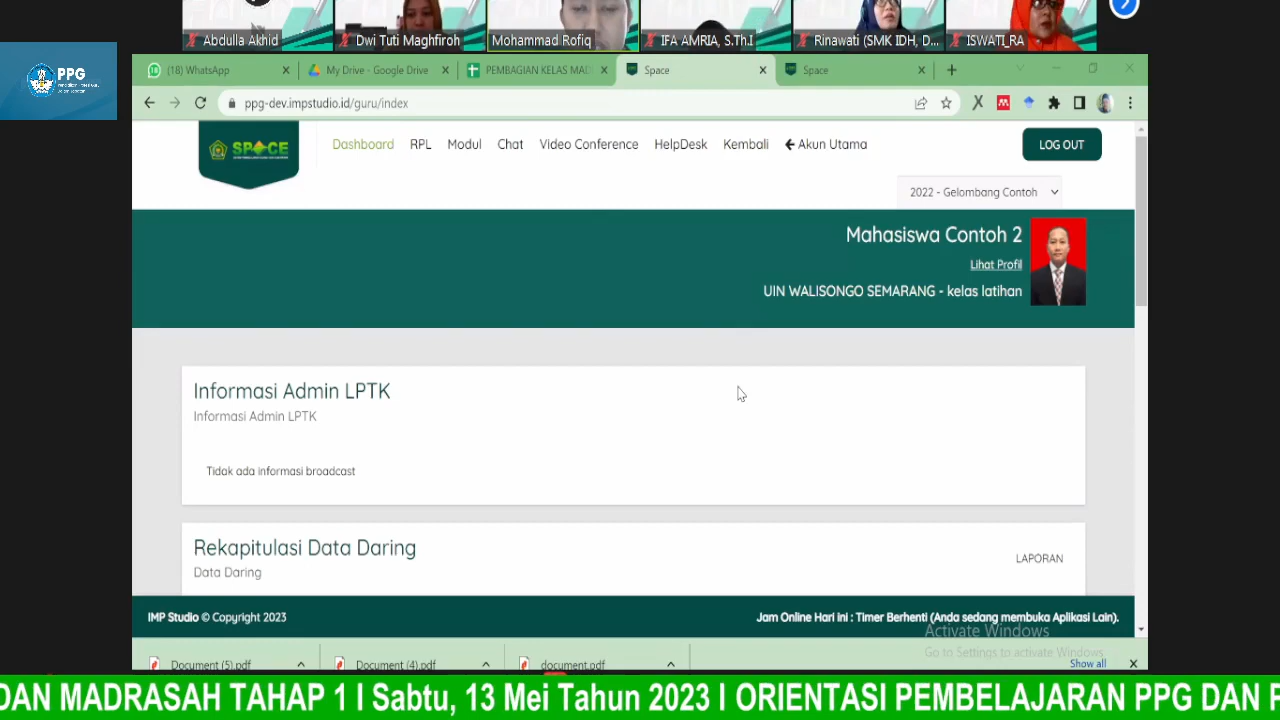 Abdulla Akhid
Dwi Tuti Maghfiroh
Mohammad Rofiq
IFA AMRIA, S.Th.I
Rinawati (SMK IDH, D...
ISWATI_RA
PPG
(18) WhatsApp
My Drive - Google Drive
PEMBAGIAN KELAS MAD
Space
Space
ppg-dev.impstudio.id/guru/index
SPACE
Dashboard
RPL
Modul
Chat
Video Conference
HelpDesk
Kembali
Akun Utama
LOG OUT
2022 - Gelombang Contoh
Mahasiswa Contoh 2
Lihat Profil
UIN WALISONGO SEMARANG - kelas latihan
Informasi Admin LPTK
Informasi Admin LPTK
Tidak ada informasi broadcast
Rekapitulasi Data Daring
LAPORAN
Data Daring
IMP Studio © Copyright 2023
Jam Online Hari ini : Timer Berhenti (Anda sedang membuka Aplikasi Lain).
Activate Windows
Go to Settings to activate Windows.
Document (5).pdf
Document (4).pdf
document.pdf
Show all
DAN MADRASAH TAHAP 1 I Sabtu, 13 Mei Tahun 2023 I ORIENTASI PEMBELAJARAN PPG DAN